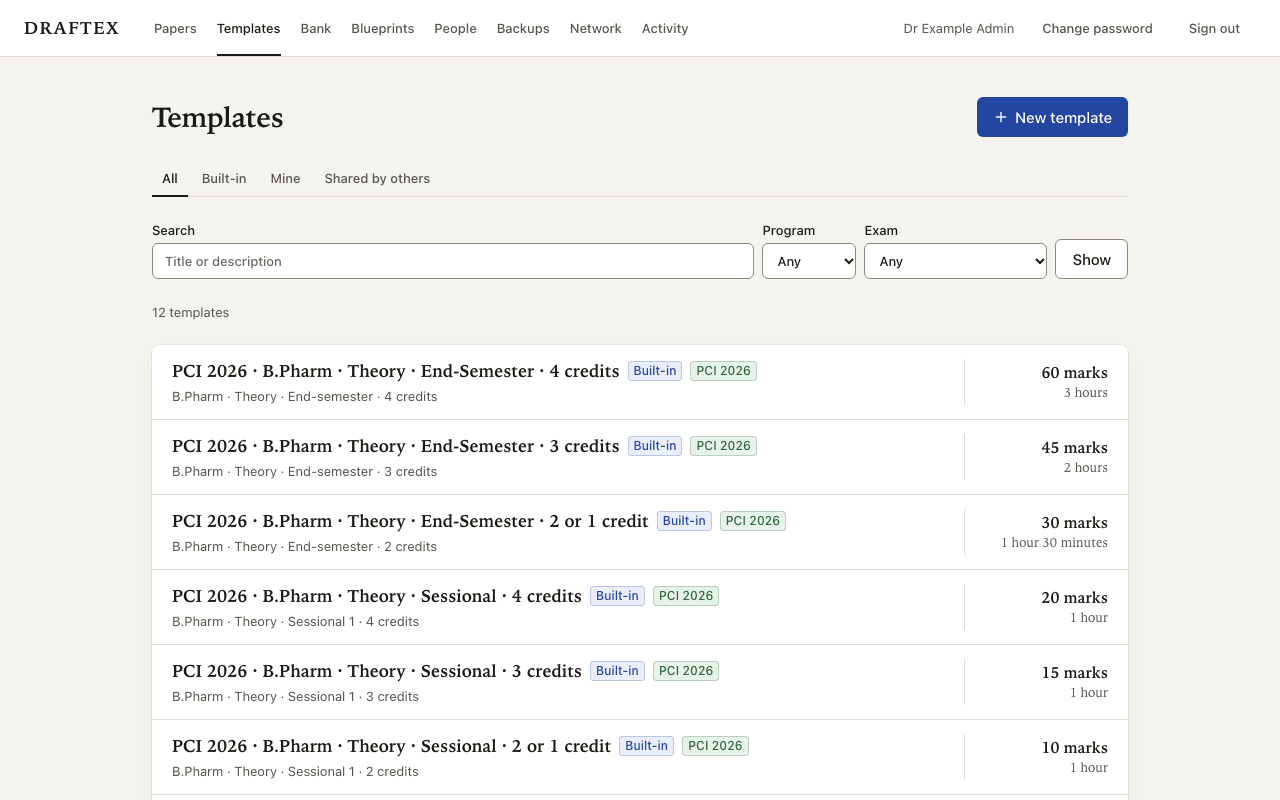 DRAFTEX Papers Templates Bank Blueprints People Backups Network Activity Dr Example Admin Change password Sign out
Templates
+ New template
All Built-in Mine Shared by others
Search Program Exam
Title or description Any Any Show
12 templates
PCI 2026 · B.Pharm · Theory · End-Semester · 4 credits Built-in PCI 2026 60 marks
B.Pharm · Theory · End-semester · 4 credits 3 hours
PCI 2026 · B.Pharm · Theory · End-Semester · 3 credits Built-in PCI 2026 45 marks
B.Pharm · Theory · End-semester · 3 credits 2 hours
PCI 2026 · B.Pharm · Theory · End-Semester · 2 or 1 credit Built-in PCI 2026 30 marks
B.Pharm · Theory · End-semester · 2 credits 1 hour 30 minutes
PCI 2026 · B.Pharm · Theory · Sessional · 4 credits Built-in PCI 2026 20 marks
B.Pharm · Theory · Sessional 1 · 4 credits 1 hour
PCI 2026 · B.Pharm · Theory · Sessional · 3 credits Built-in PCI 2026 15 marks
B.Pharm · Theory · Sessional 1 · 3 credits 1 hour
PCI 2026 · B.Pharm · Theory · Sessional · 2 or 1 credit Built-in PCI 2026 10 marks
B.Pharm · Theory · Sessional 1 · 2 credits 1 hour